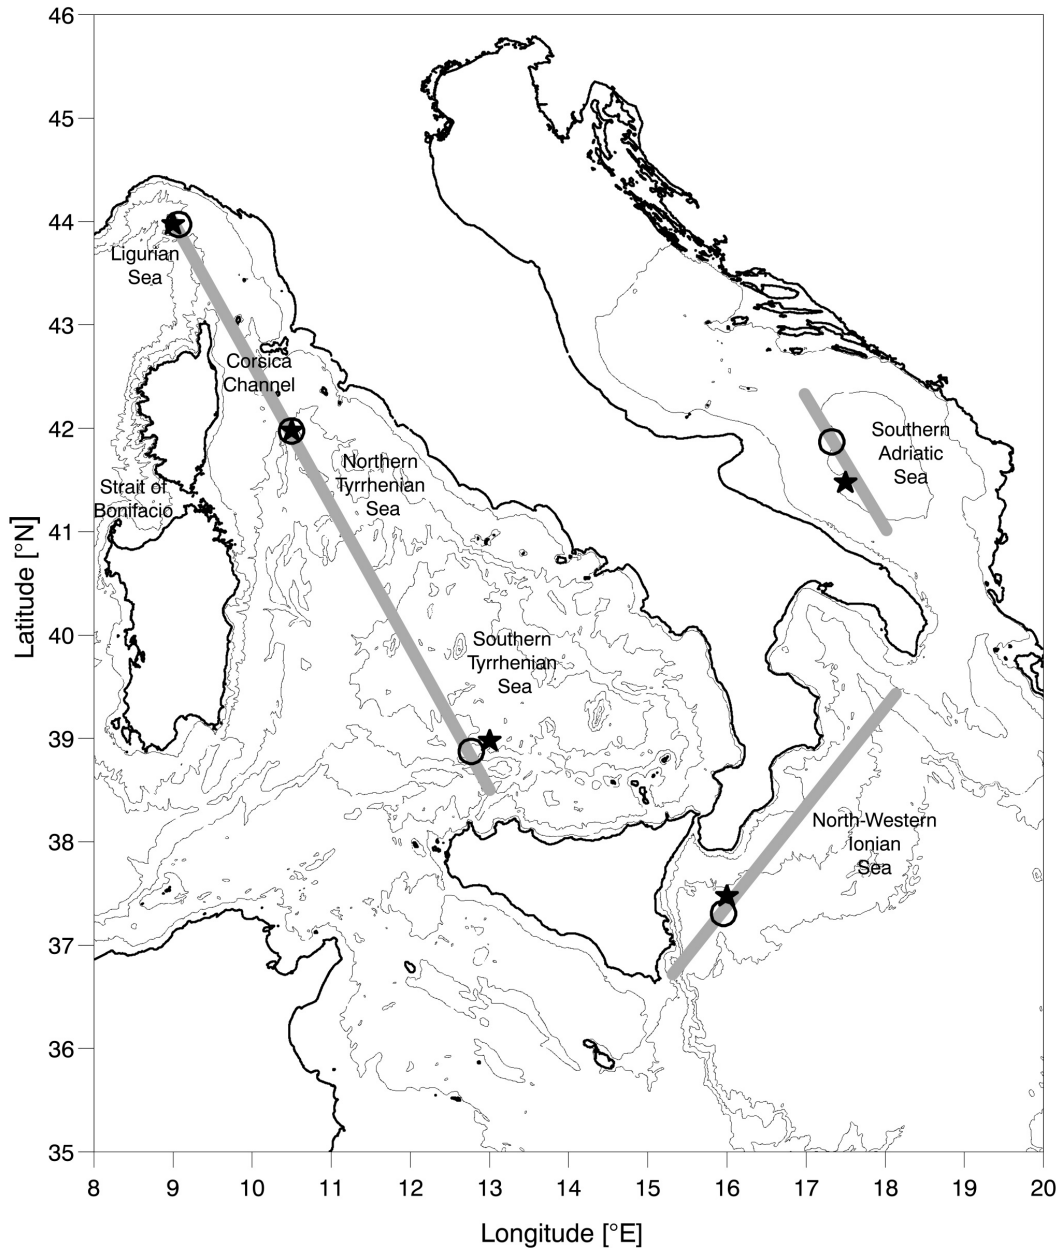 46
45
44
43
42
41
40
39
38
37
36
35
Latitude [°N]
Ligurian
Sea
Corsica
Channel
Northern
Tyrrhenian
Sea
Strait of
Bonifacio
Southern
Adriatic
Sea
Southern
Tyrrhenian
Sea
North-Western
Ionian
Sea
8 9 10 11 12 13 14 15 16 17 18 19 20
Longitude [°E]